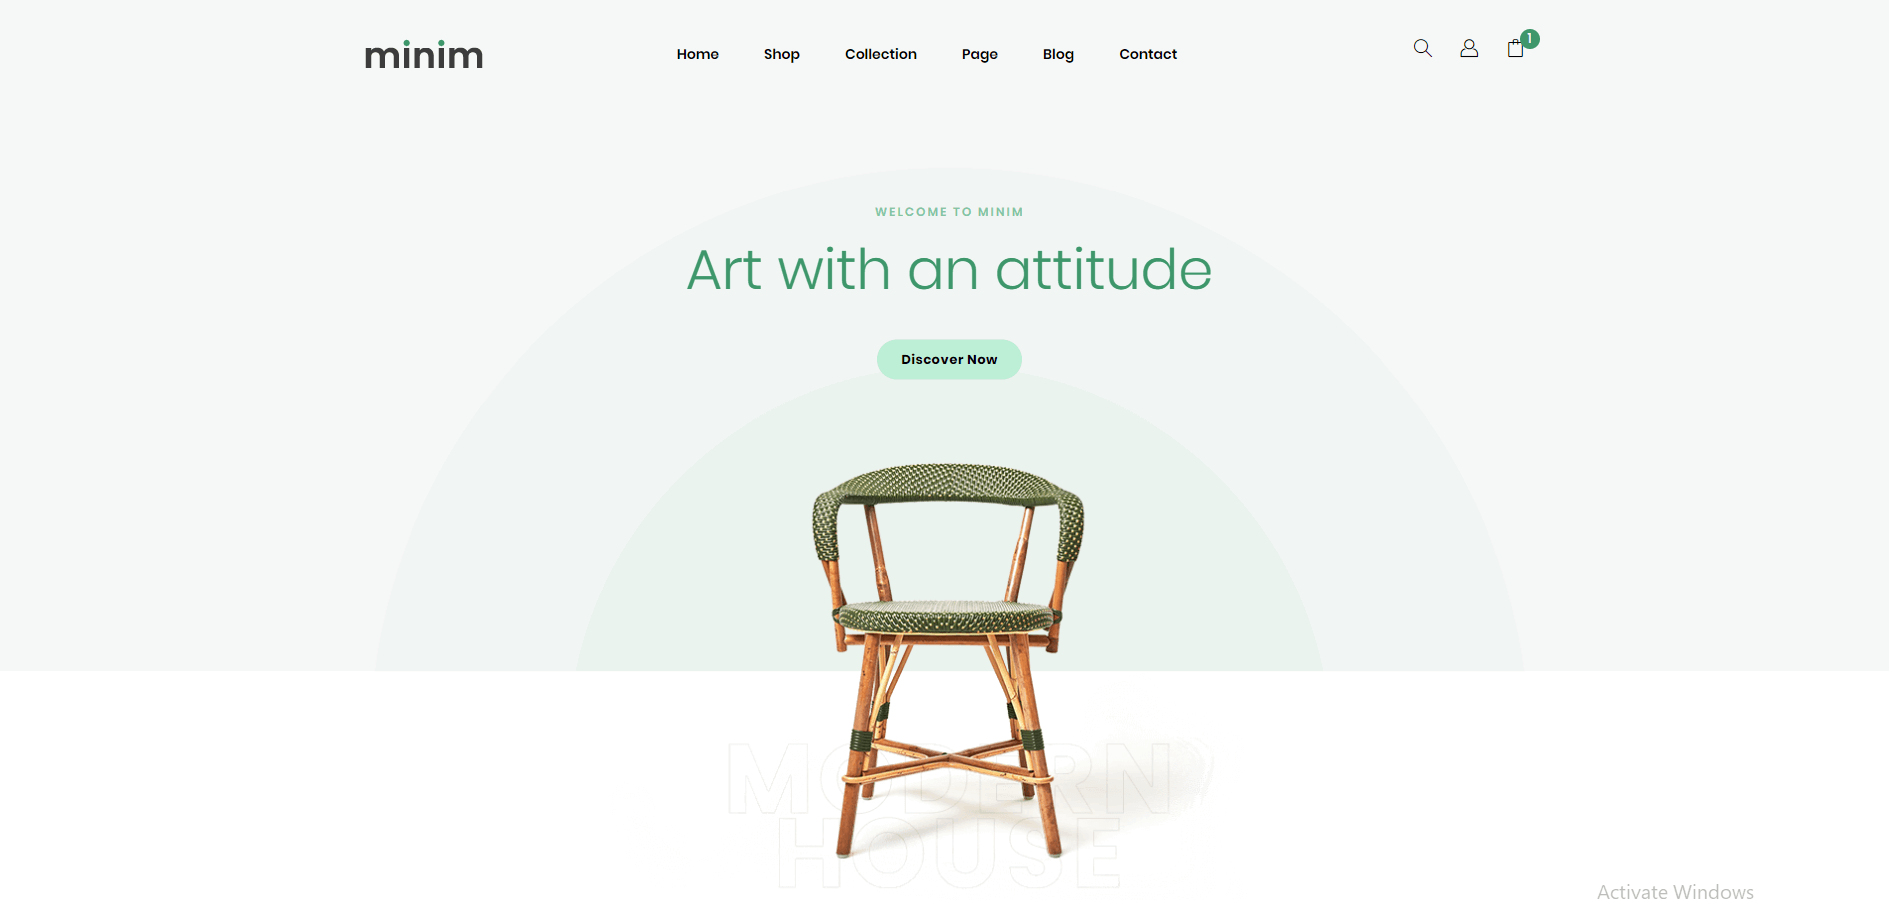 minim
Home Shop Collection Page Blog Contact
1
WELCOME TO MINIM
Art with an attitude
Discover Now
MODERN
HOUSE
Activate Windows